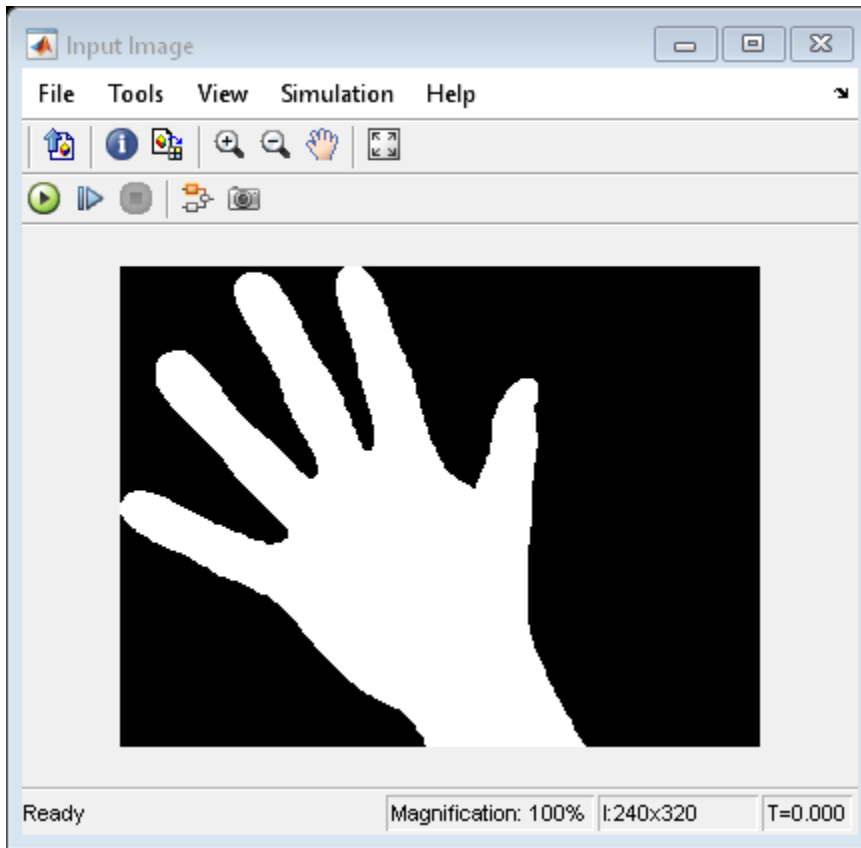 Input Image
File Tools View Simulation Help
Ready Magnification: 100% I:240x320 T=0.000